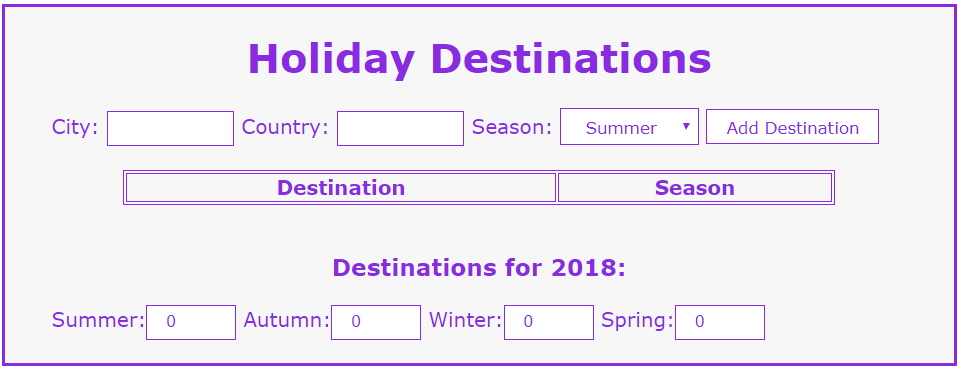 Holiday Destinations
City: Country: Season: Summer Add Destination
Destination Season
Destinations for 2018:
Summer: 0 Autumn: 0 Winter: 0 Spring: 0